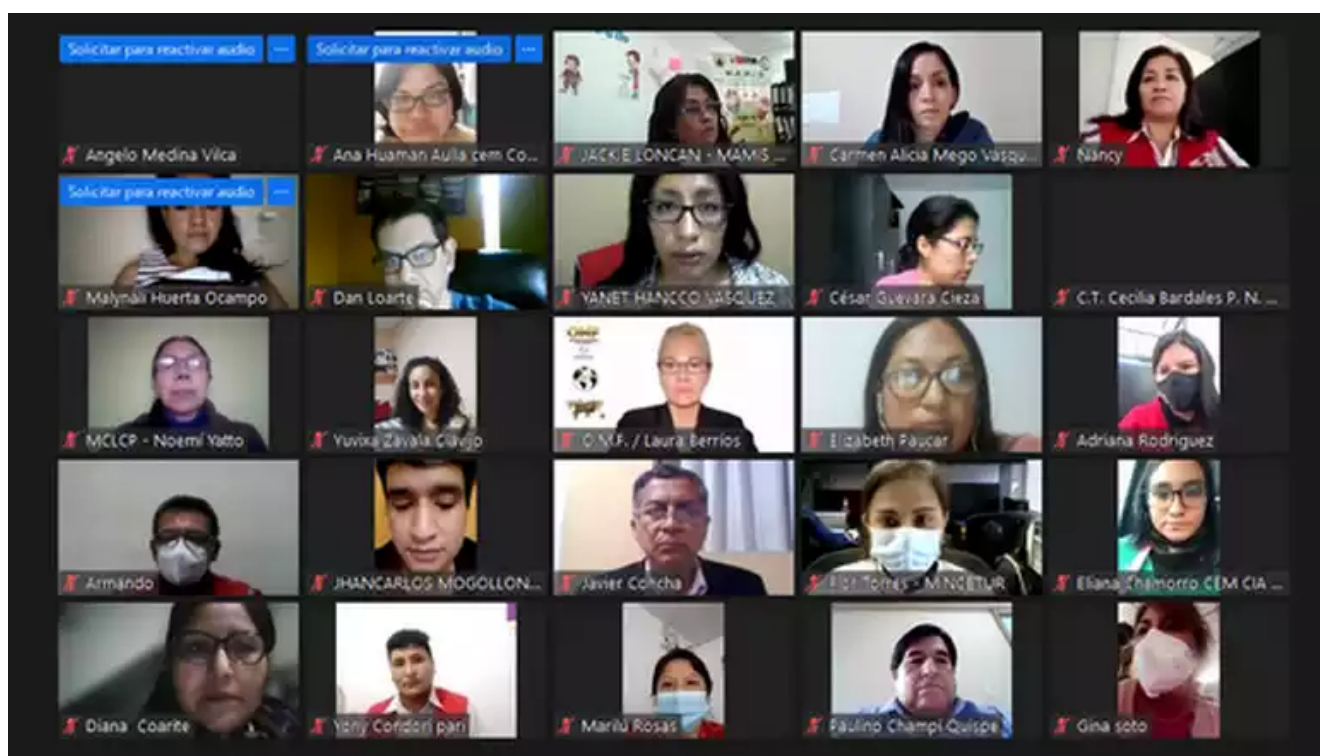 Solicitar para reactivar audio ...
Solicitar para reactivar audio ...
Angelo Medina Vilca
Ana Huaman Aulla cem Co...
JACKIE LONCAN - MAMIS ...
Carmen Alicia Mego Vasqu...
Nancy
Solicitar para reactivar audio ...
Malynali Huerta Ocampo
Dan Loarte
YANET HANCCO VASQUEZ
César Guevara Cieza
C.T. Cecilia Bardales P. N. ...
MCLCP - Noemí Yatto
Yuvixa Zavala Clavijo
O.M.F. / Laura Berrios
Elizabeth Paucar
Adriana Rodriguez
Armando
JHANCARLOS MOGOLLON...
Javier Concha
Flor Torres - MINCETUR
Eliana Chamorro CEM CIA ...
Diana Coarite
Yony Condori pari
Marilú Rosas
Paulino Champi Quispe
Gina soto